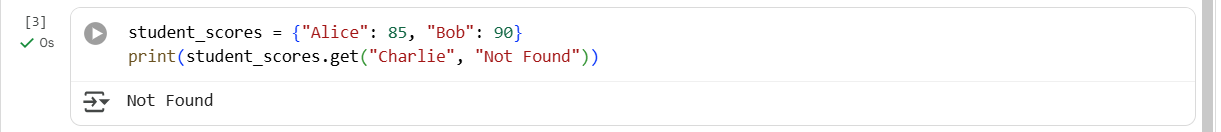 [3]
0s
student_scores = {"Alice": 85, "Bob": 90}
print(student_scores.get("Charlie", "Not Found"))
Not Found